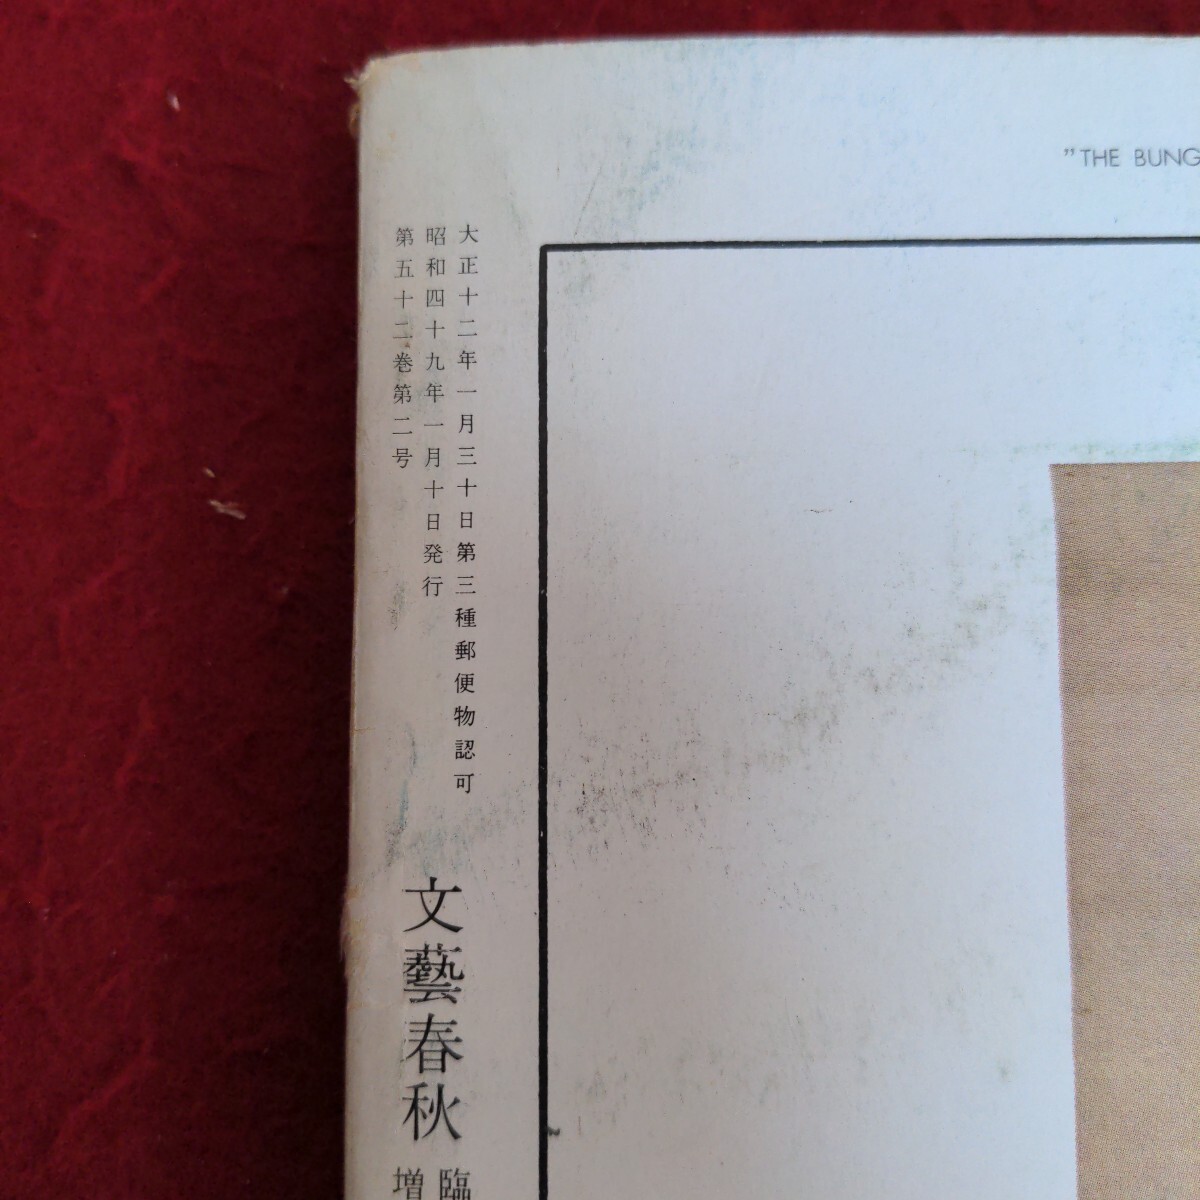 "THE BUNG
大正十二年一月三十日第三種郵便物認可
昭和四十九年一月十日発行
第五十二巻第二号
文藝春秋
臨
増